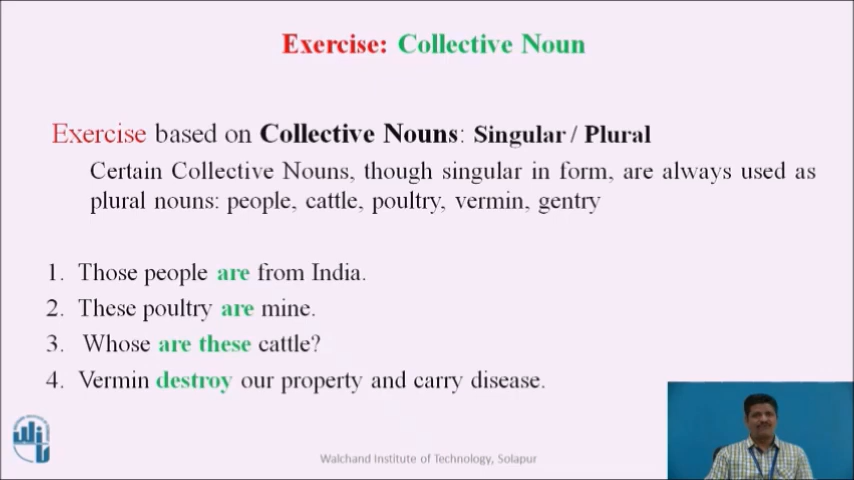 Exercise: Collective Noun
Exercise based on Collective Nouns: Singular / Plural
Certain Collective Nouns, though singular in form, are always used as
plural nouns: people, cattle, poultry, vermin, gentry
1. Those people are from India.
2. These poultry are mine.
3. Whose are these cattle?
4. Vermin destroy our property and carry disease.
Walchand Institute of Technology, Solapur